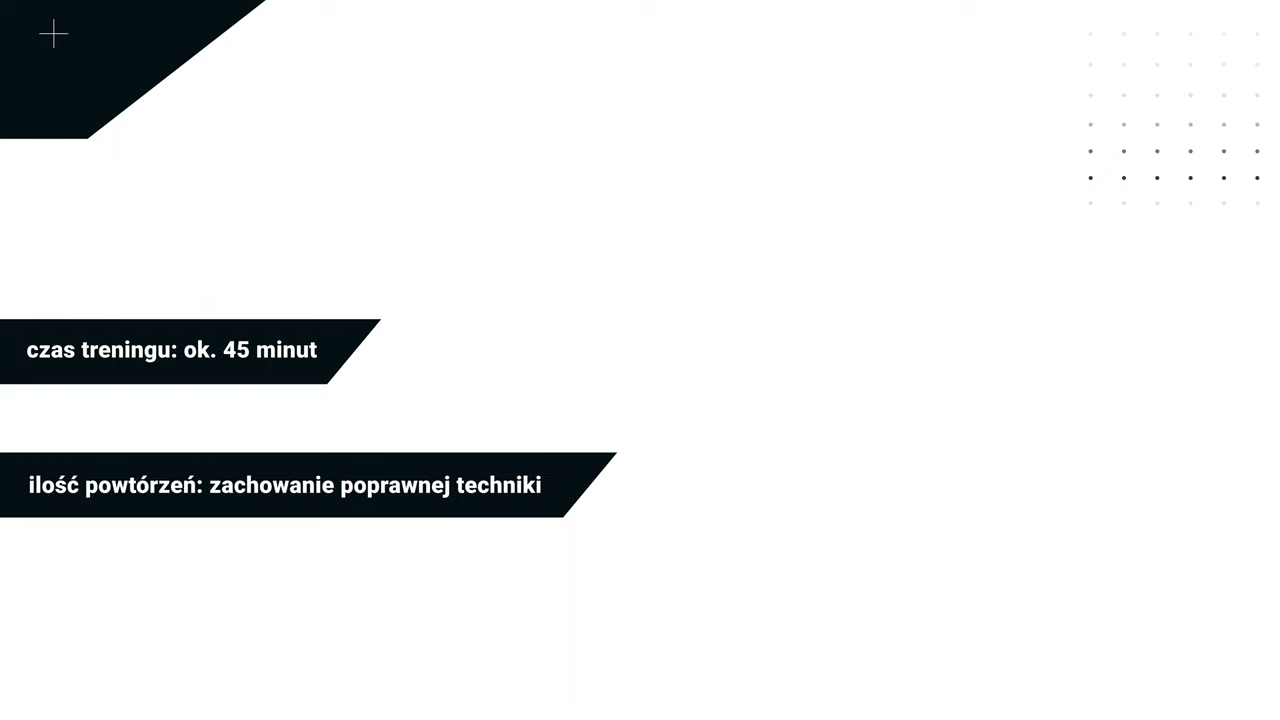 czas treningu: ok. 45 minut
ilość powtórzeń: zachowanie poprawnej techniki